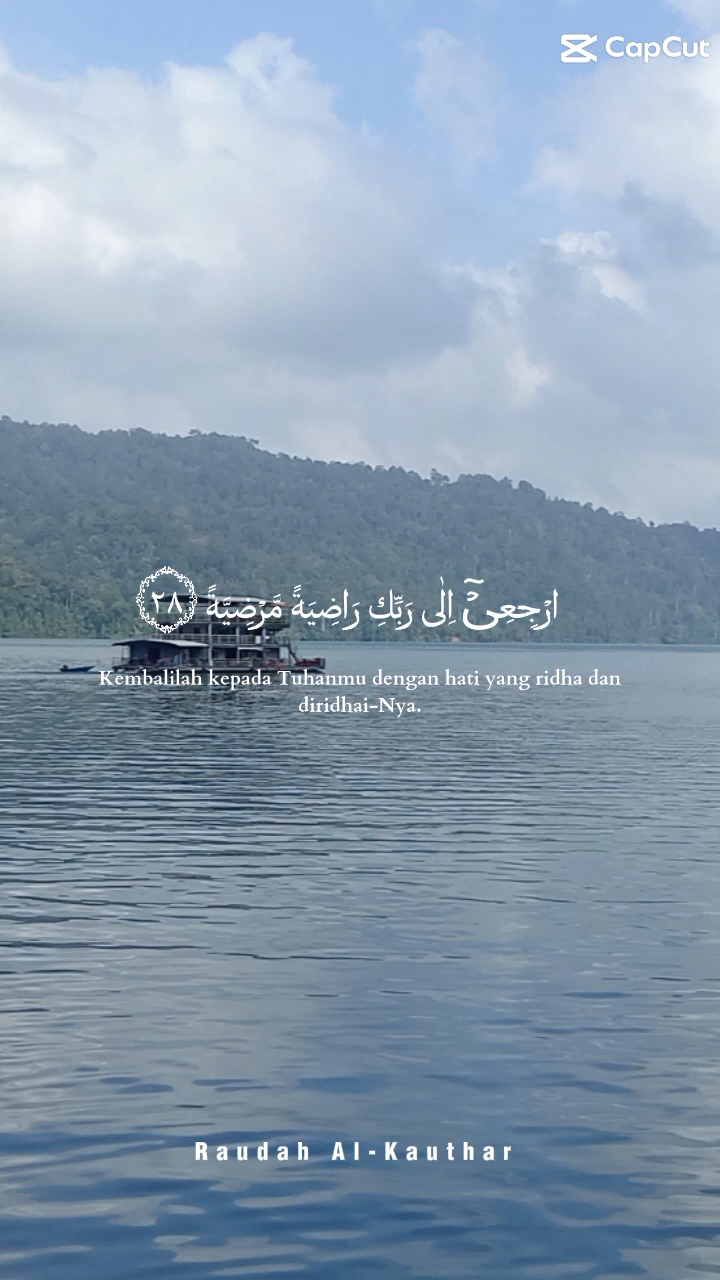 CapCut
ارْجِعِيْٓ اِلٰى رَبِّكِ رَاضِيَةً مَّرْضِيَّةً ۝٢٨
Kembalilah kepada Tuhanmu dengan hati yang ridha dan
diridhai-Nya.
Raudah Al-Kauthar